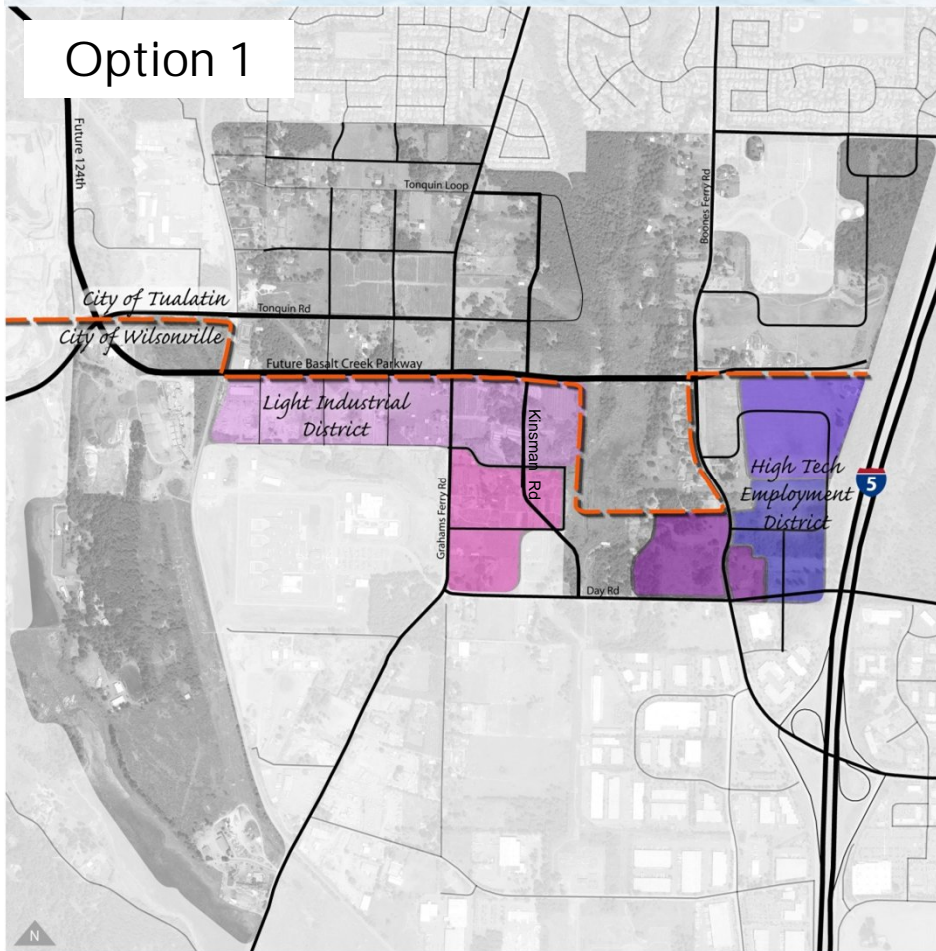 Option 1
Future 124th
Tonquin Loop
Boones Ferry Rd
City of Tualatin
Tonquin Rd
City of Wilsonville
Future Basalt Creek Parkway
Light Industrial
District
Kinsman Rd
High Tech
Employment
District
5
Grahams Ferry Rd
Day Rd
N